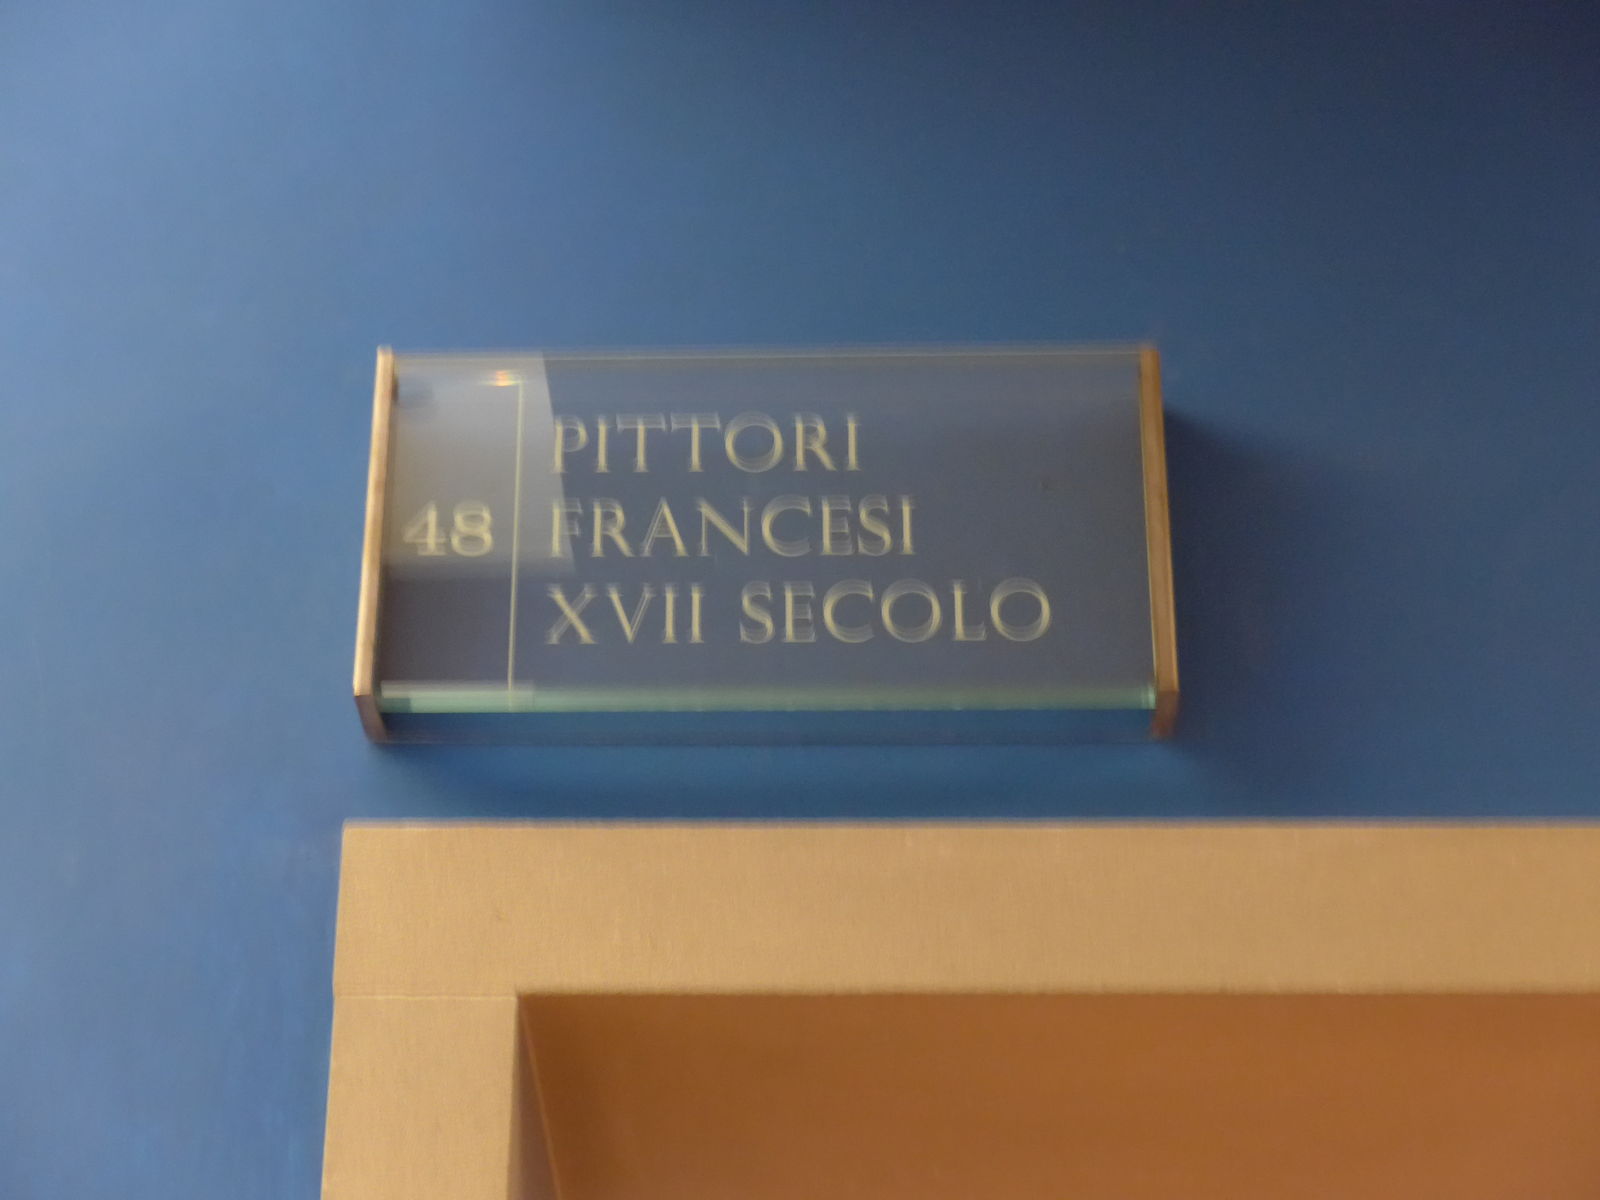 48
PITTORI
FRANCESI
XVII SECOLO